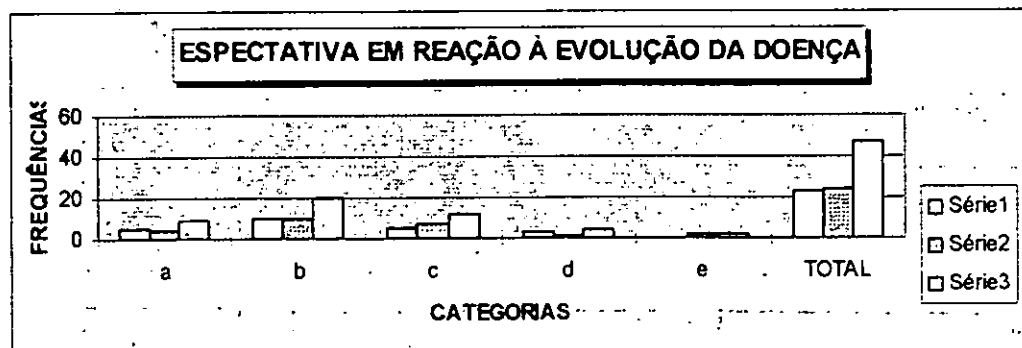 ESPECTATIVA EM REAÇÃO À EVOLUÇÃO DA DOENÇA
FREQUÊNCIAS
60
40
20
0
a b c d e TOTAL
CATEGORIAS
Série1
Série2
Série3